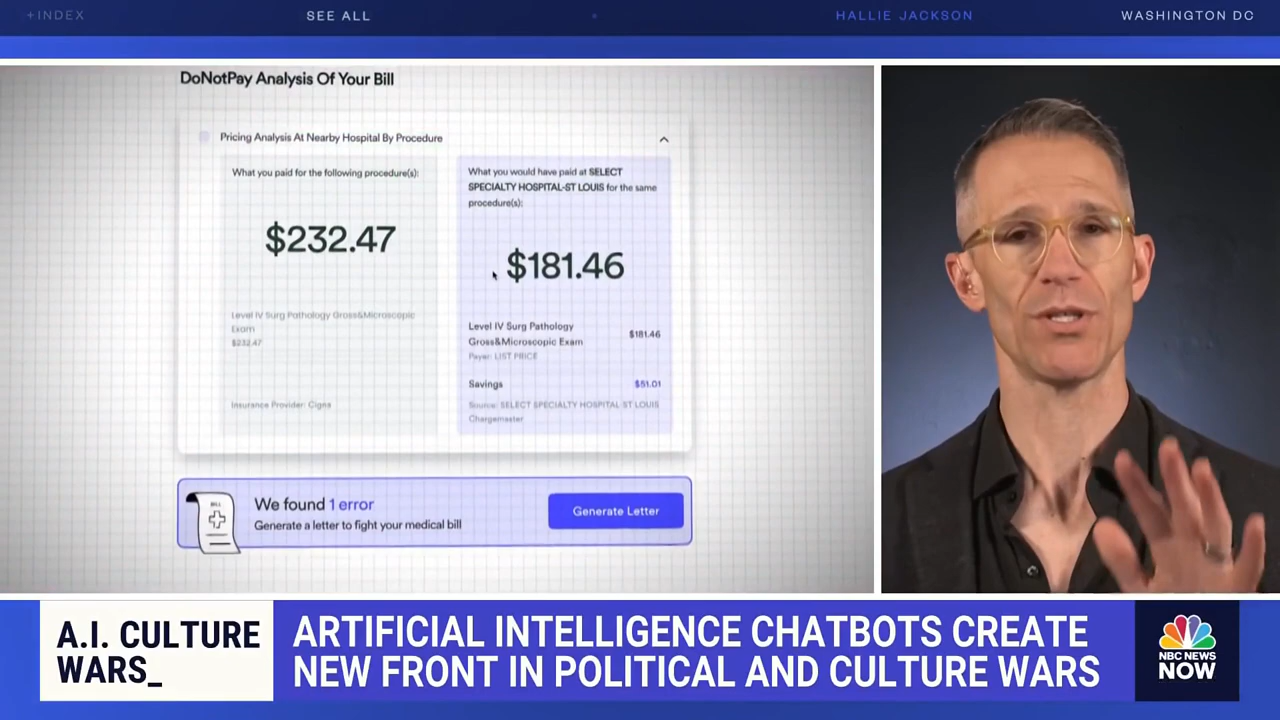 +INDEX
SEE ALL
HALLIE JACKSON
WASHINGTON DC
DoNotPay Analysis Of Your Bill
Pricing Analysis At Nearby Hospital By Procedure
What you paid for the following procedure(s):
$232.47
Level IV Surg Pathology Gross&Microscopic
Exam
$232.47
Insurance Provider: Cigna
What you would have paid at SELECT
SPECIALTY HOSPITAL-ST LOUIS for the same
procedure(s):
$181.46
Level IV Surg Pathology
Gross&Microscopic Exam
$181.46
Payer: LIST PRICE
Savings
$51.01
Source: SELECT SPECIALTY HOSPITAL-ST LOUIS
Chargemaster
BILL
We found 1 error
Generate a letter to fight your medical bill
Generate Letter
A.I. CULTURE
WARS_
ARTIFICIAL INTELLIGENCE CHATBOTS CREATE
NEW FRONT IN POLITICAL AND CULTURE WARS
NBC NEWS
NOW